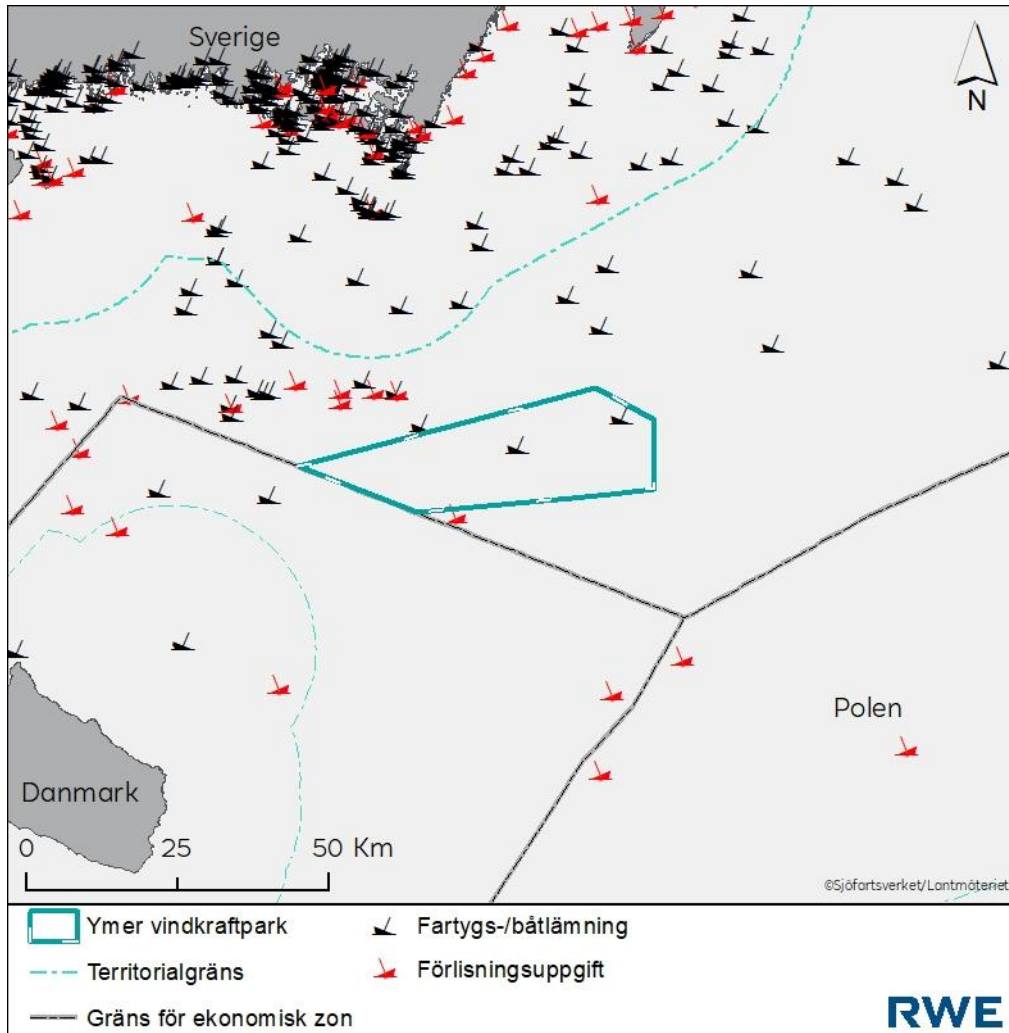 Sverige
N
Polen
Danmark
0 25 50 Km
©Sjöfartsverket/Lantmäteriet
Ymer vindkraftpark
Fartygs-/båtlämning
Territorialgräns
Förlisningsuppgift
Gräns för ekonomisk zon
RWE